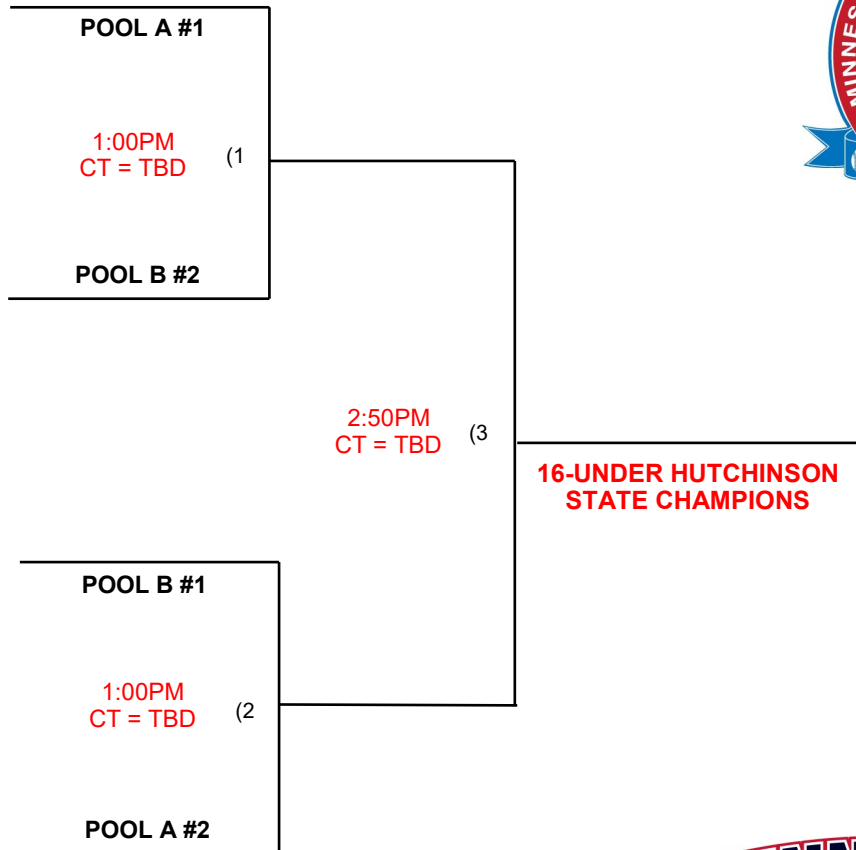 POOL A #1
1:00PM
CT = TBD
(1
POOL B #2
2:50PM
CT = TBD
(3
16-UNDER HUTCHINSON
STATE CHAMPIONS
POOL B #1
1:00PM
CT = TBD
(2
POOL A #2